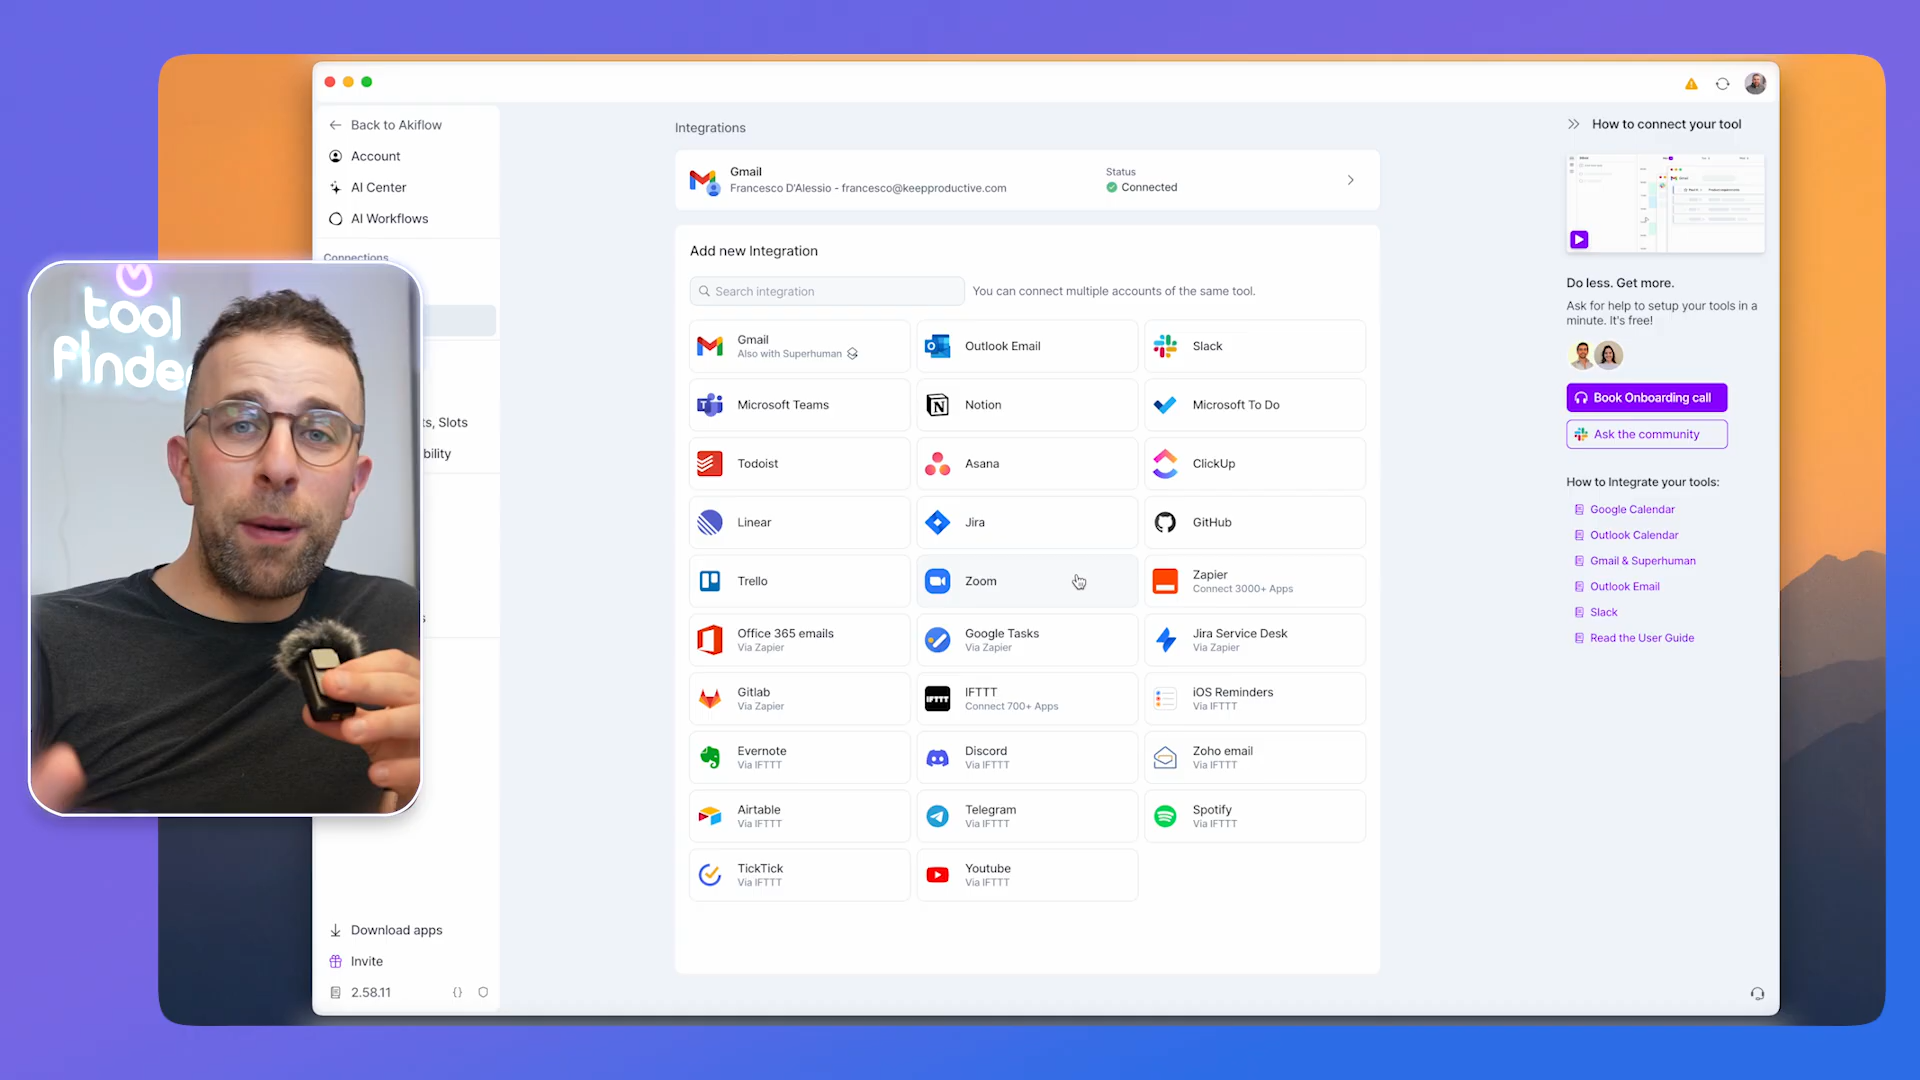 Back to Akiflow
Account
AI Center
AI Workflows
Connections
ts, Slots
bility
s
Download apps
Invite
2.58.11
tool
finder
Integrations
Gmail
Francesco D'Alessio - francesco@keepproductive.com
Status
Connected
Add new Integration
Search integration
You can connect multiple accounts of the same tool.
Gmail
Also with Superhuman
Outlook Email
Slack
Microsoft Teams
Notion
Microsoft To Do
Todoist
Asana
ClickUp
Linear
Jira
GitHub
Trello
Zoom
Zapier
Connect 3000+ Apps
Office 365 emails
Via Zapier
Google Tasks
Via Zapier
Jira Service Desk
Via Zapier
Gitlab
Via Zapier
IFTTT
IFTTT
Connect 700+ Apps
iOS Reminders
Via IFTTT
Evernote
Via IFTTT
Discord
Via IFTTT
Zoho email
Via IFTTT
Airtable
Via IFTTT
Telegram
Via IFTTT
Spotify
Via IFTTT
TickTick
Via IFTTT
Youtube
Via IFTTT
How to connect your tool
Do less. Get more.
Ask for help to setup your tools in a
minute. It's free!
Book Onboarding call
Ask the community
How to Integrate your tools:
Google Calendar
Outlook Calendar
Gmail & Superhuman
Outlook Email
Slack
Read the User Guide